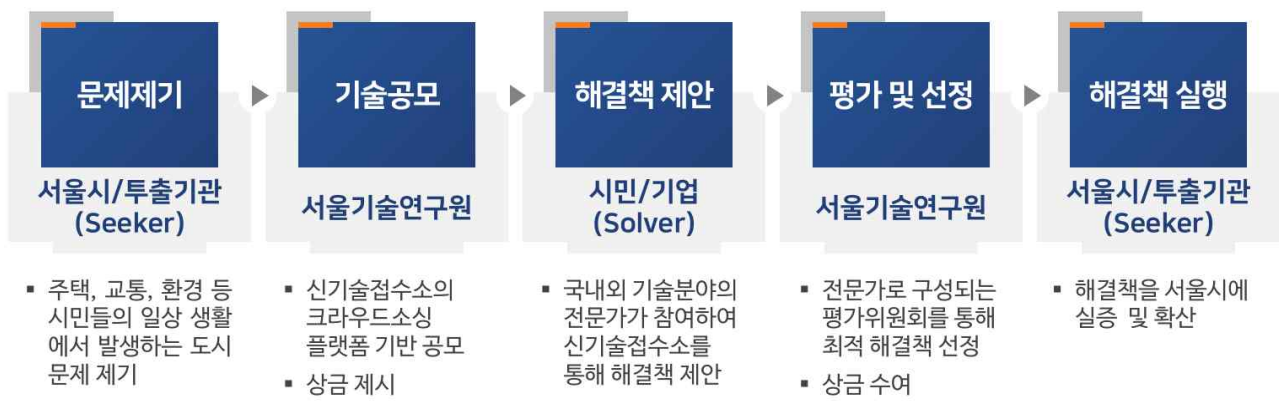 문제제기
서울시/투출기관
(Seeker)
▪ 주택, 교통, 환경 등
시민들의 일상 생활
에서 발생하는 도시
문제 제기
기술공모
서울기술연구원
▪ 신기술접수소의
크라우드소싱
플랫폼 기반 공모
▪ 상금 제시
해결책 제안
시민/기업
(Solver)
▪ 국내외 기술분야의
전문가가 참여하여
신기술접수소를
통해 해결책 제안
평가 및 선정
서울기술연구원
▪ 전문가로 구성되는
평가위원회를 통해
최적 해결책 선정
▪ 상금 수여
해결책 실행
서울시/투출기관
(Seeker)
▪ 해결책을 서울시에
실증 및 확산